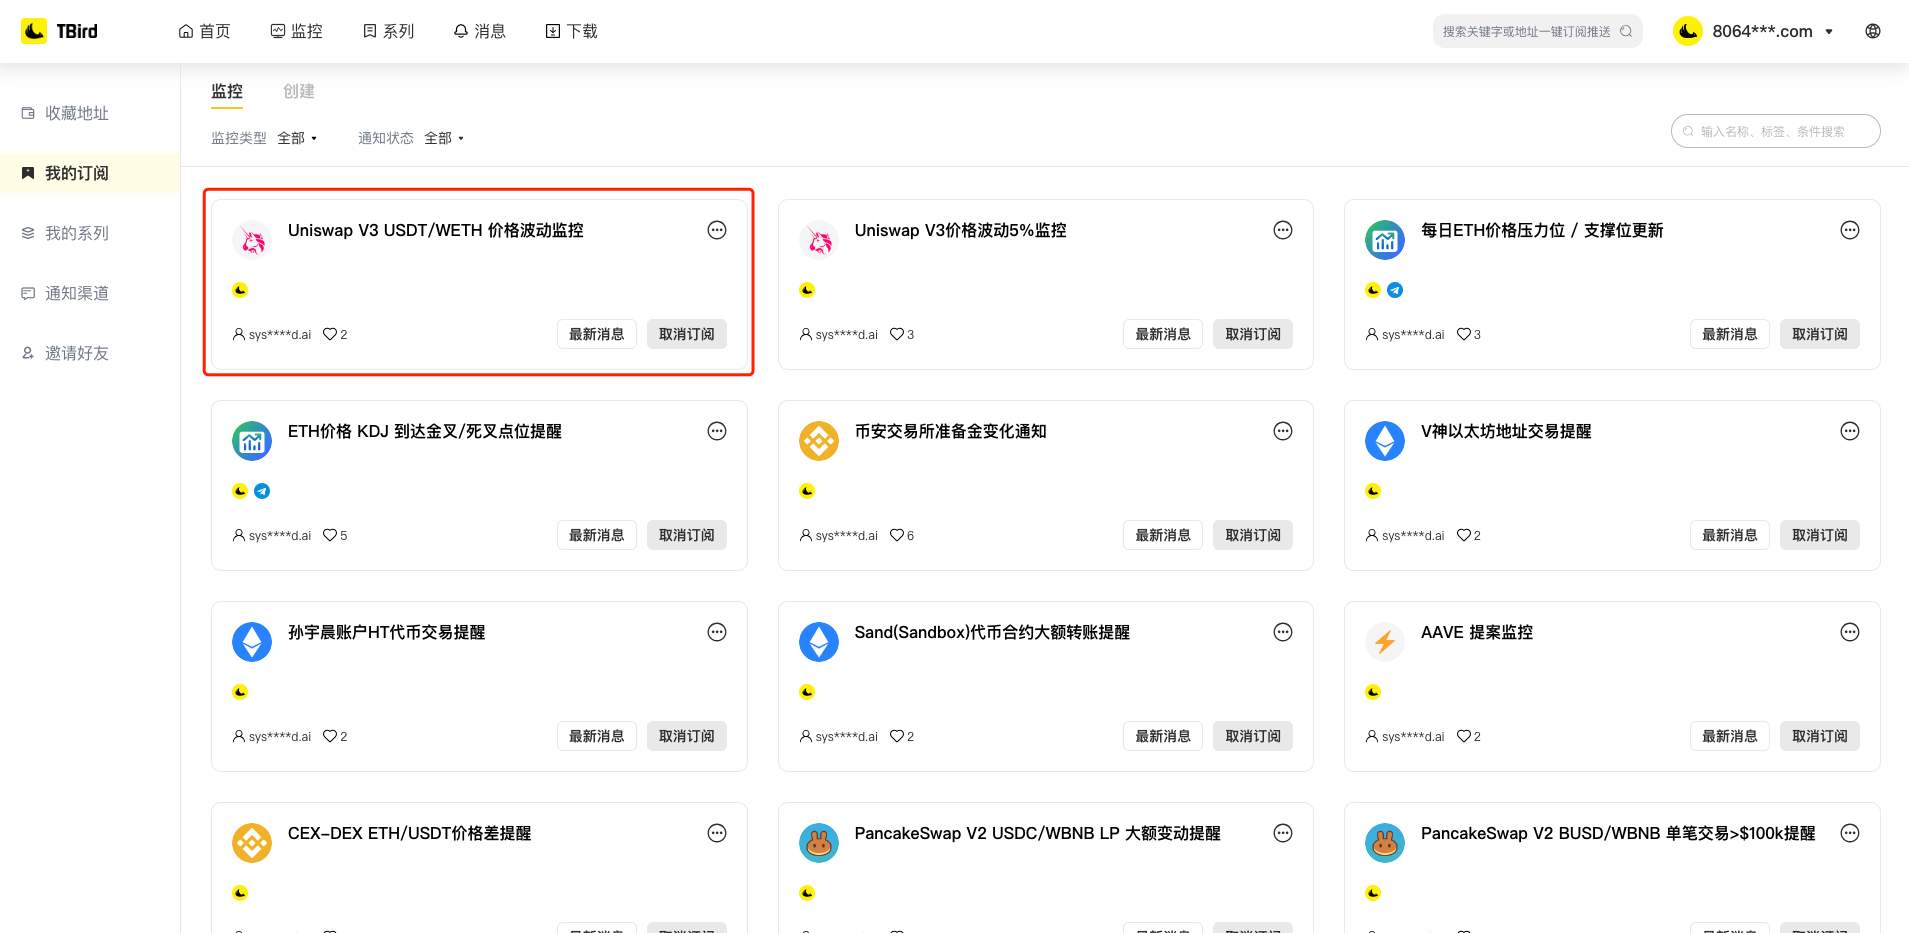 TBird
首页
监控
系列
消息
下载
搜索关键字或地址一键订阅推送
8064***.com
收藏地址
我的订阅
我的系列
通知渠道
邀请好友
监控
创建
监控类型 全部
通知状态 全部
输入名称、标签、条件搜索
Uniswap V3 USDT/WETH 价格波动监控
sys****d.ai 2
最新消息
取消订阅
Uniswap V3价格波动5%监控
sys****d.ai 3
最新消息
取消订阅
每日ETH价格压力位 / 支撑位更新
sys****d.ai 3
最新消息
取消订阅
ETH价格 KDJ 到达金叉/死叉点位提醒
sys****d.ai 5
最新消息
取消订阅
币安交易所准备金变化通知
sys****d.ai 6
最新消息
取消订阅
V神以太坊地址交易提醒
sys****d.ai 2
最新消息
取消订阅
孙宇晨账户HT代币交易提醒
sys****d.ai 2
最新消息
取消订阅
Sand(Sandbox)代币合约大额转账提醒
sys****d.ai 2
最新消息
取消订阅
AAVE 提案监控
sys****d.ai 2
最新消息
取消订阅
CEX-DEX ETH/USDT价格差提醒
PancakeSwap V2 USDC/WBNB LP 大额变动提醒
PancakeSwap V2 BUSD/WBNB 单笔交易>$100k提醒